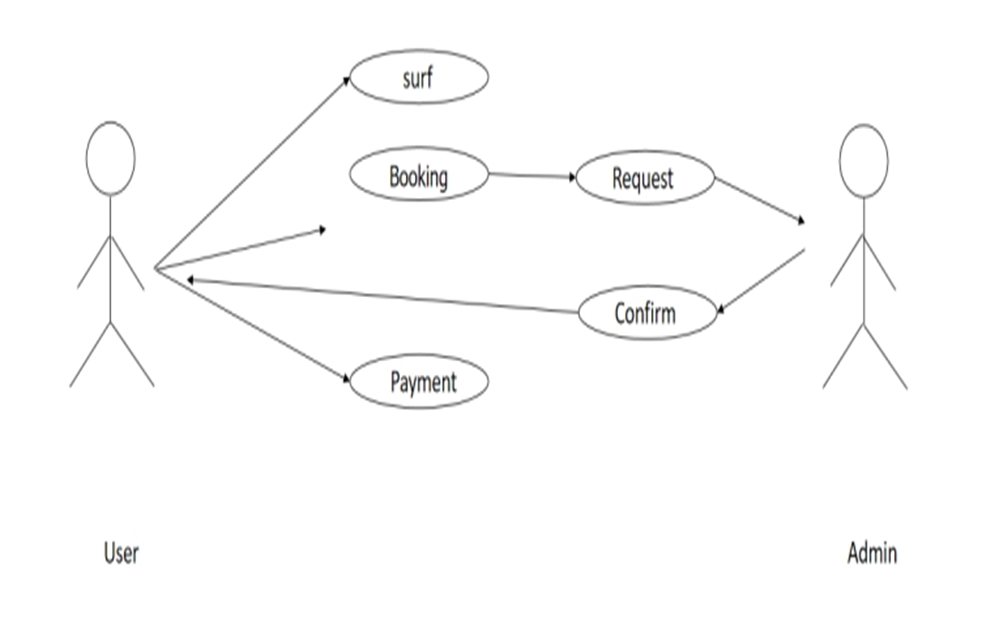 surf
Booking
Request
Confirm
Payment
User
Admin